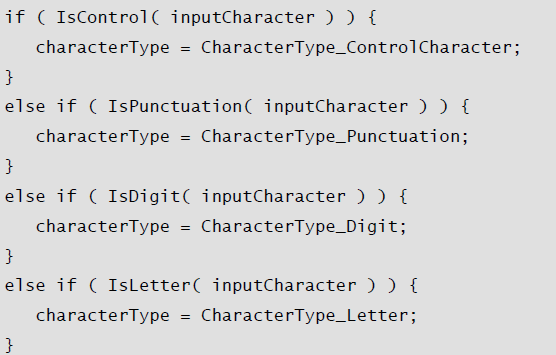 if ( IsControl( inputCharacter ) ) {
   characterType = CharacterType_ControlCharacter;
}
else if ( IsPunctuation( inputCharacter ) ) {
   characterType = CharacterType_Punctuation;
}
else if ( IsDigit( inputCharacter ) ) {
   characterType = CharacterType_Digit;
}
else if ( IsLetter( inputCharacter ) ) {
   characterType = CharacterType_Letter;
}